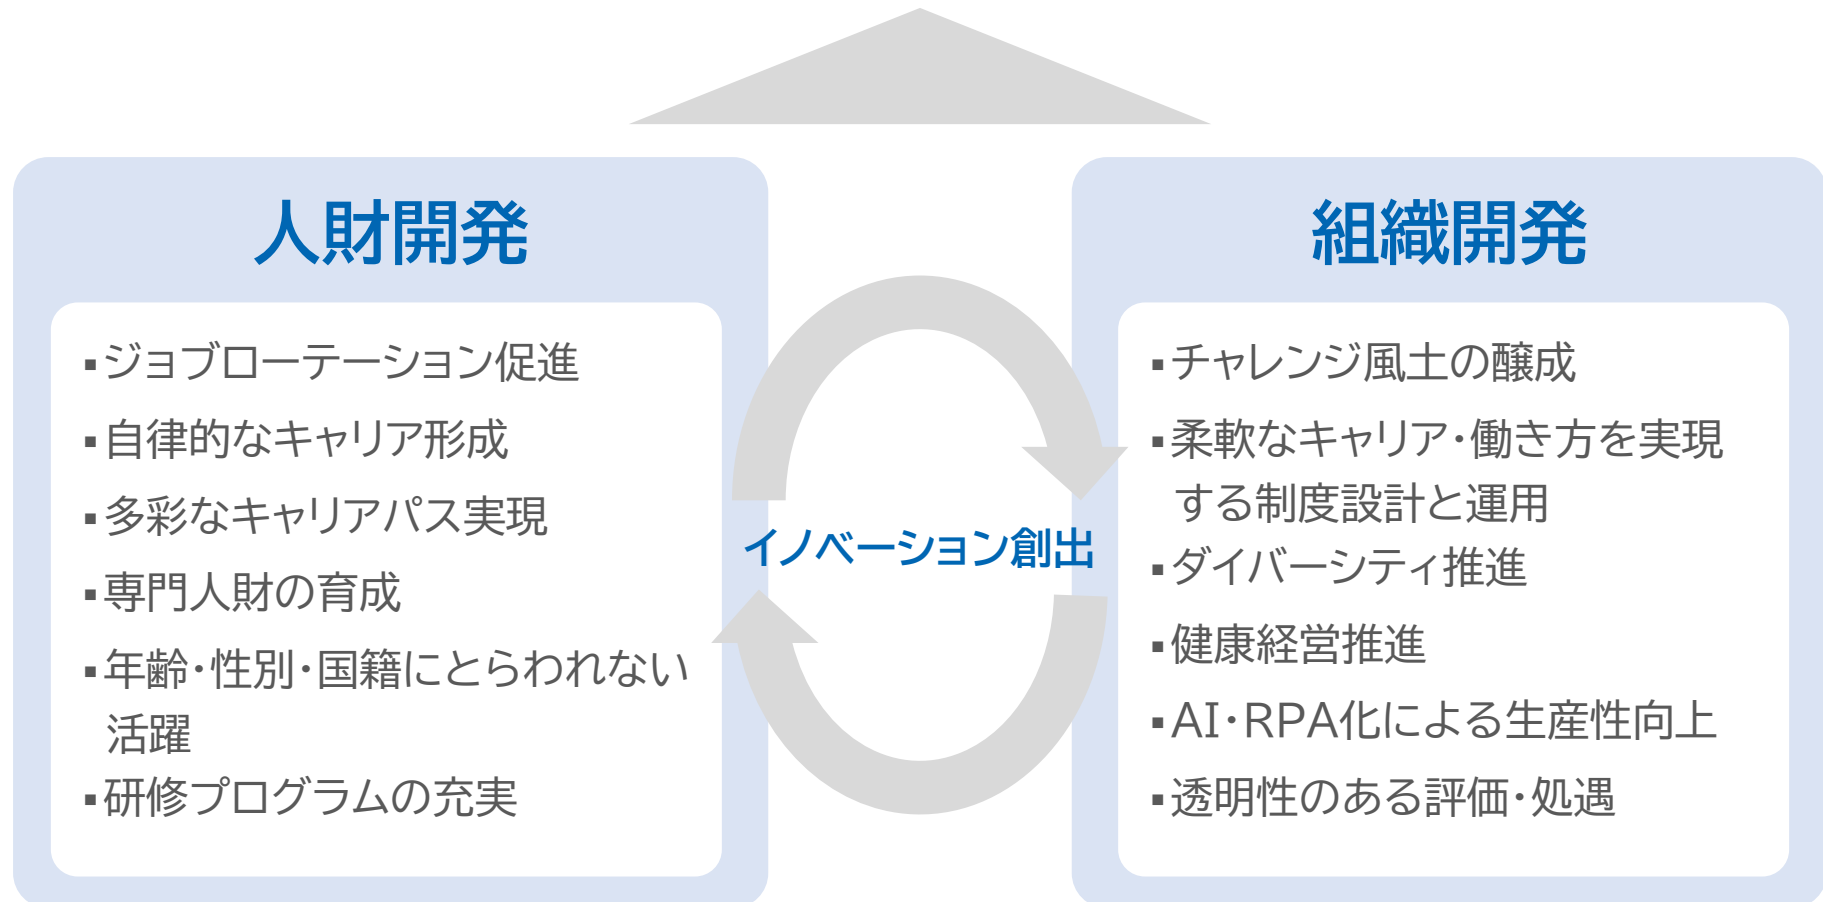 人財開発
▪ジョブローテーション促進
▪自律的なキャリア形成
▪多彩なキャリアパス実現
▪専門人財の育成
▪年齢・性別・国籍にとらわれない
活躍
▪研修プログラムの充実
イノベーション創出
組織開発
▪チャレンジ風土の醸成
▪柔軟なキャリア・働き方を実現
する制度設計と運用
▪ダイバーシティ推進
▪健康経営推進
▪AI・RPA化による生産性向上
▪透明性のある評価・処遇